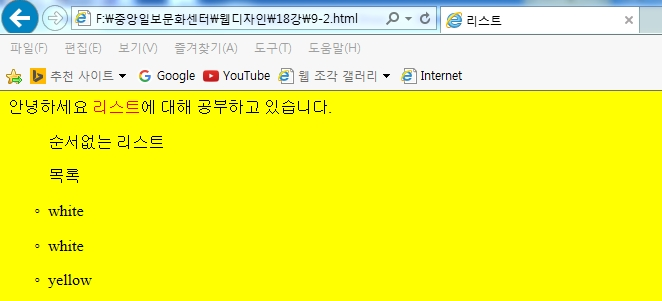 F:\중앙일보문화센터\웹디자인\18강\9-2.html
리스트
파일(F) 편집(E) 보기(V) 즐겨찾기(A) 도구(T) 도움말(H)
추천 사이트 Google YouTube 웹 조각 갤러리 Internet
안녕하세요 리스트에 대해 공부하고 있습니다.
순서없는 리스트
목록
white
white
yellow